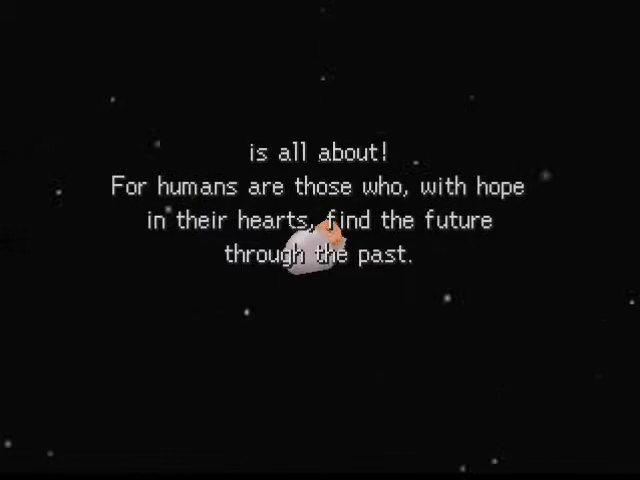 is all about!
For humans are those who, with hope
in their hearts, find the future
through the past.